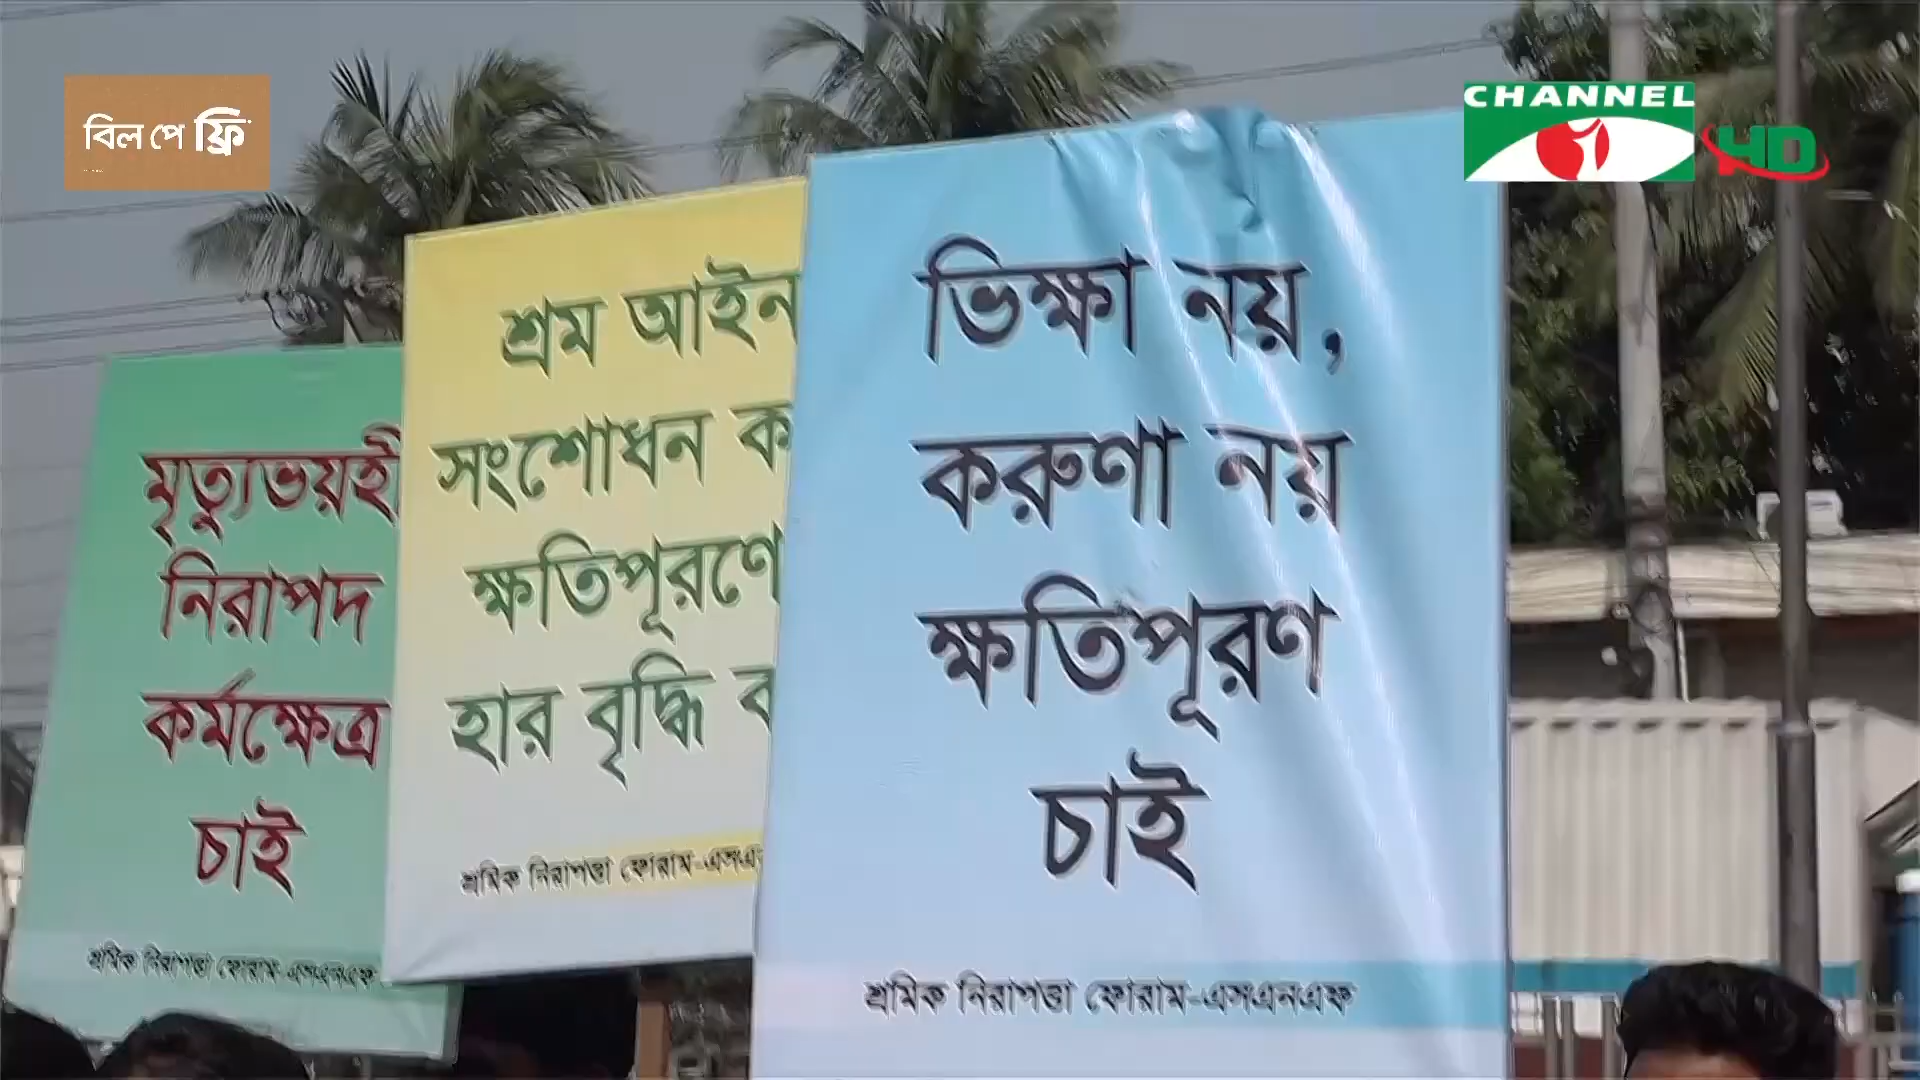 বিল পে ফ্রি
CHANNEL
HD
মৃত্যুভয়হী
নিরাপদ
কর্মক্ষেত্র
চাই
শ্রমিক নিরাপত্তা ফোরাম-এসএনএফ
শ্রম আইন
সংশোধন ক
ক্ষতিপূরণে
হার বৃদ্ধি ক
শ্রমিক নিরাপত্তা ফোরাম-এসএ
ভিক্ষা নয়,
করুণা নয়
ক্ষতিপূরণ
চাই
শ্রমিক নিরাপত্তা ফোরাম-এসএনএফ